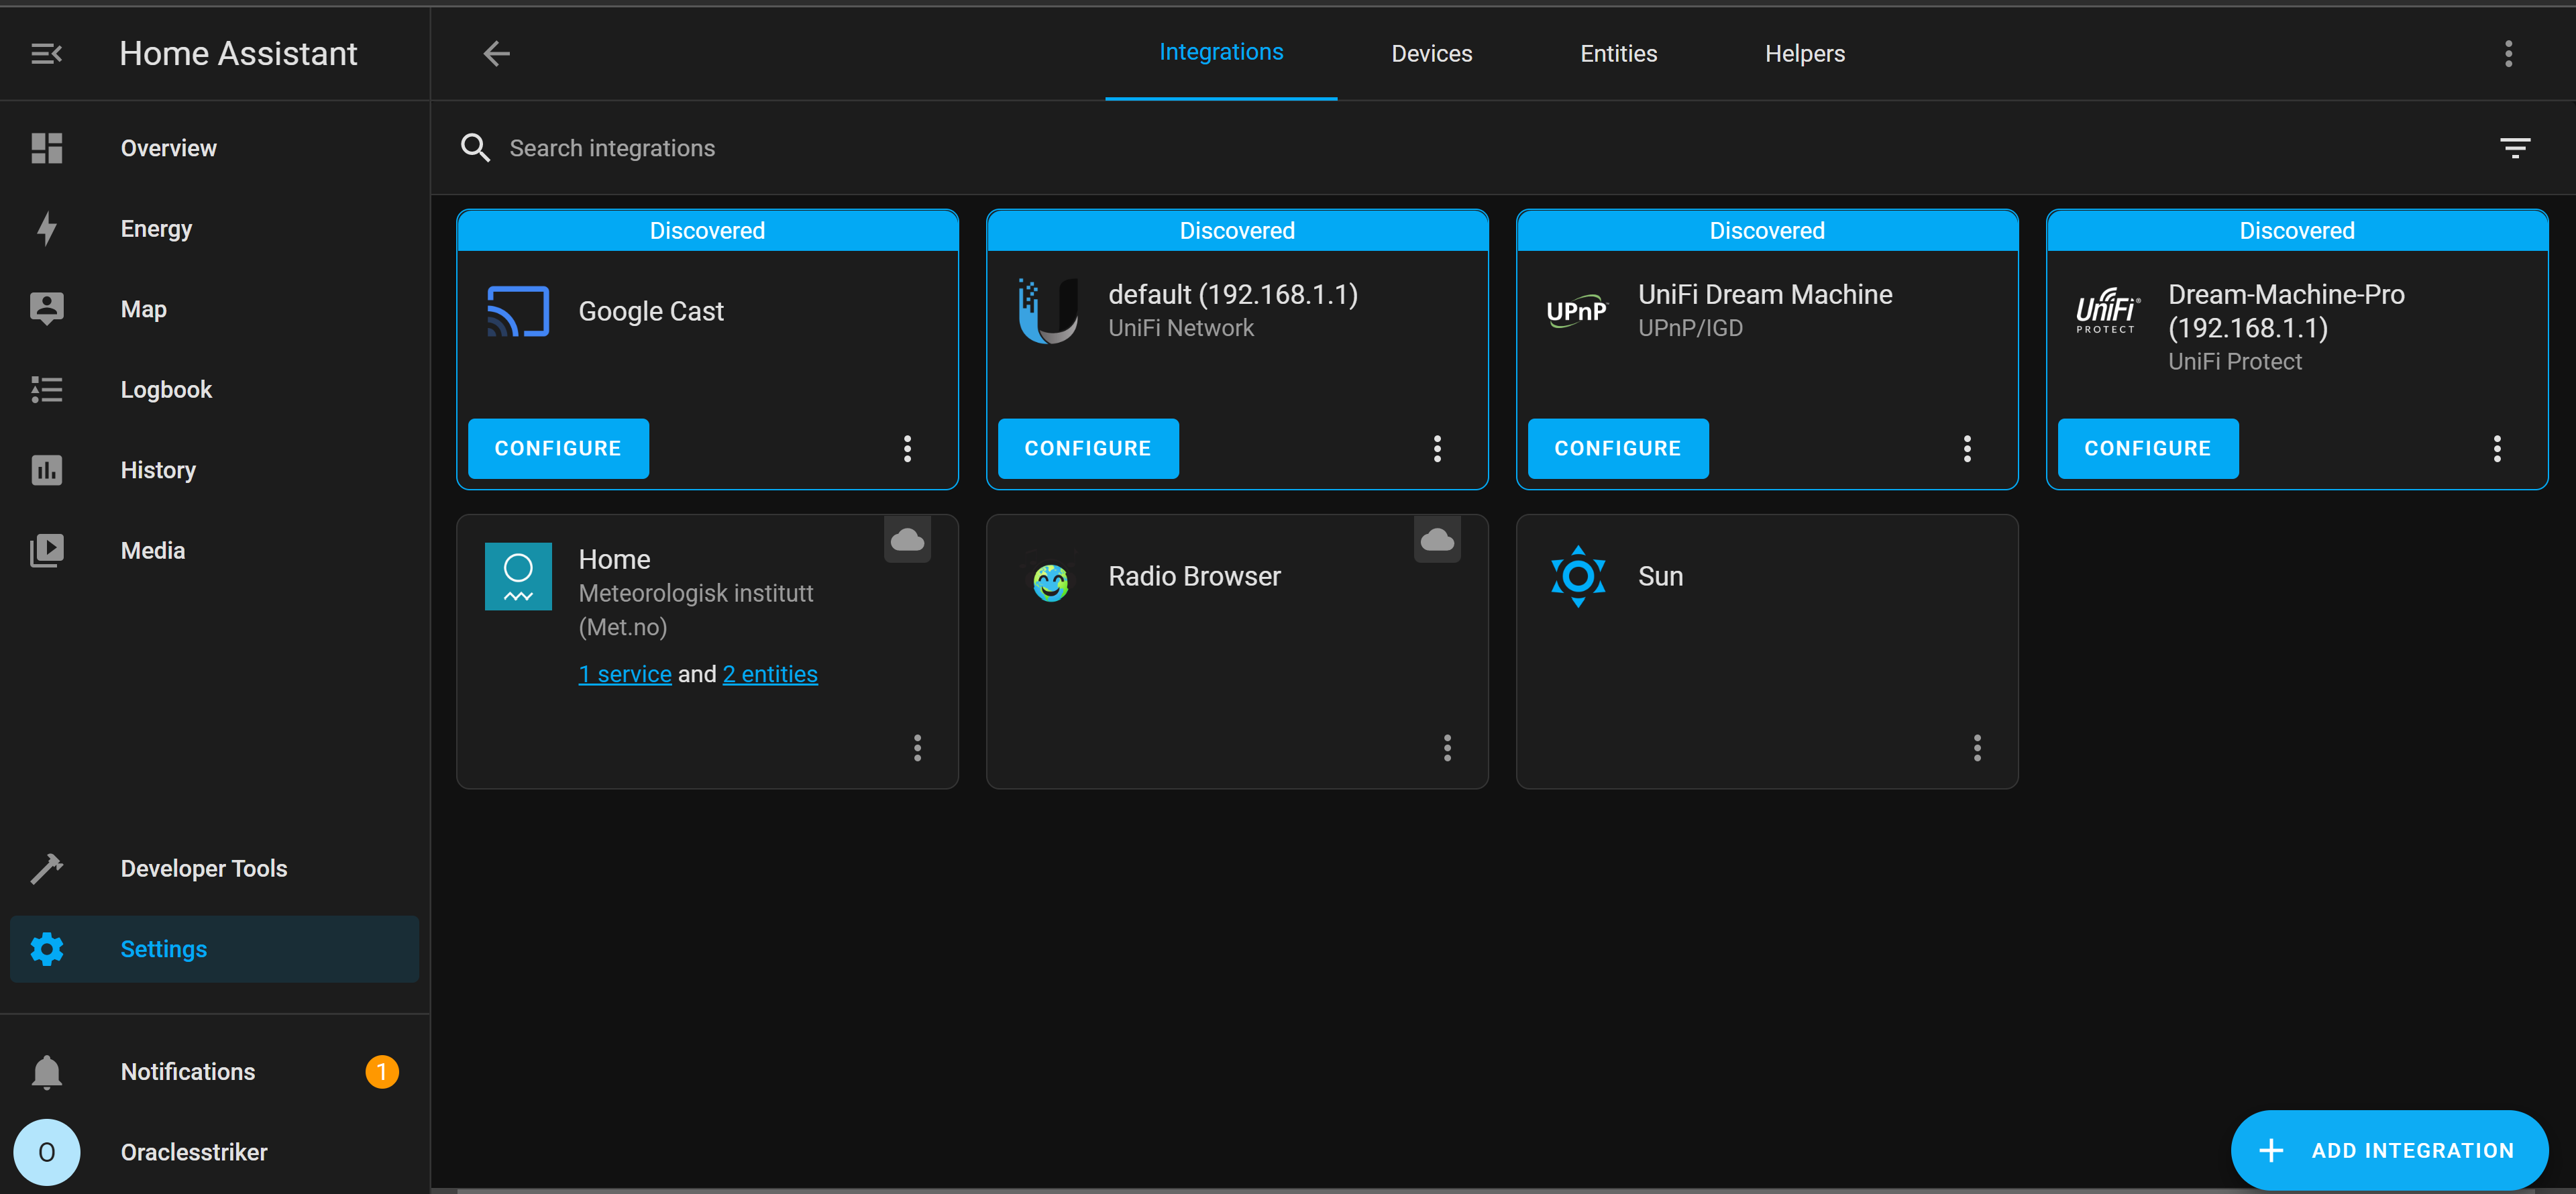 Home Assistant
Integrations
Devices
Entities
Helpers
Search integrations
Overview
Energy
Map
Logbook
History
Media
Developer Tools
Settings
Notifications
1
O
Oraclesstriker
Discovered
Google Cast
CONFIGURE
Discovered
default (192.168.1.1)
UniFi Network
CONFIGURE
Discovered
UPnP
UniFi Dream Machine
UPnP/IGD
CONFIGURE
Discovered
UniFi
PROTECT
Dream-Machine-Pro
(192.168.1.1)
UniFi Protect
CONFIGURE
Home
Meteorologisk institutt
(Met.no)
1 service and 2 entities
Radio Browser
Sun
ADD INTEGRATION